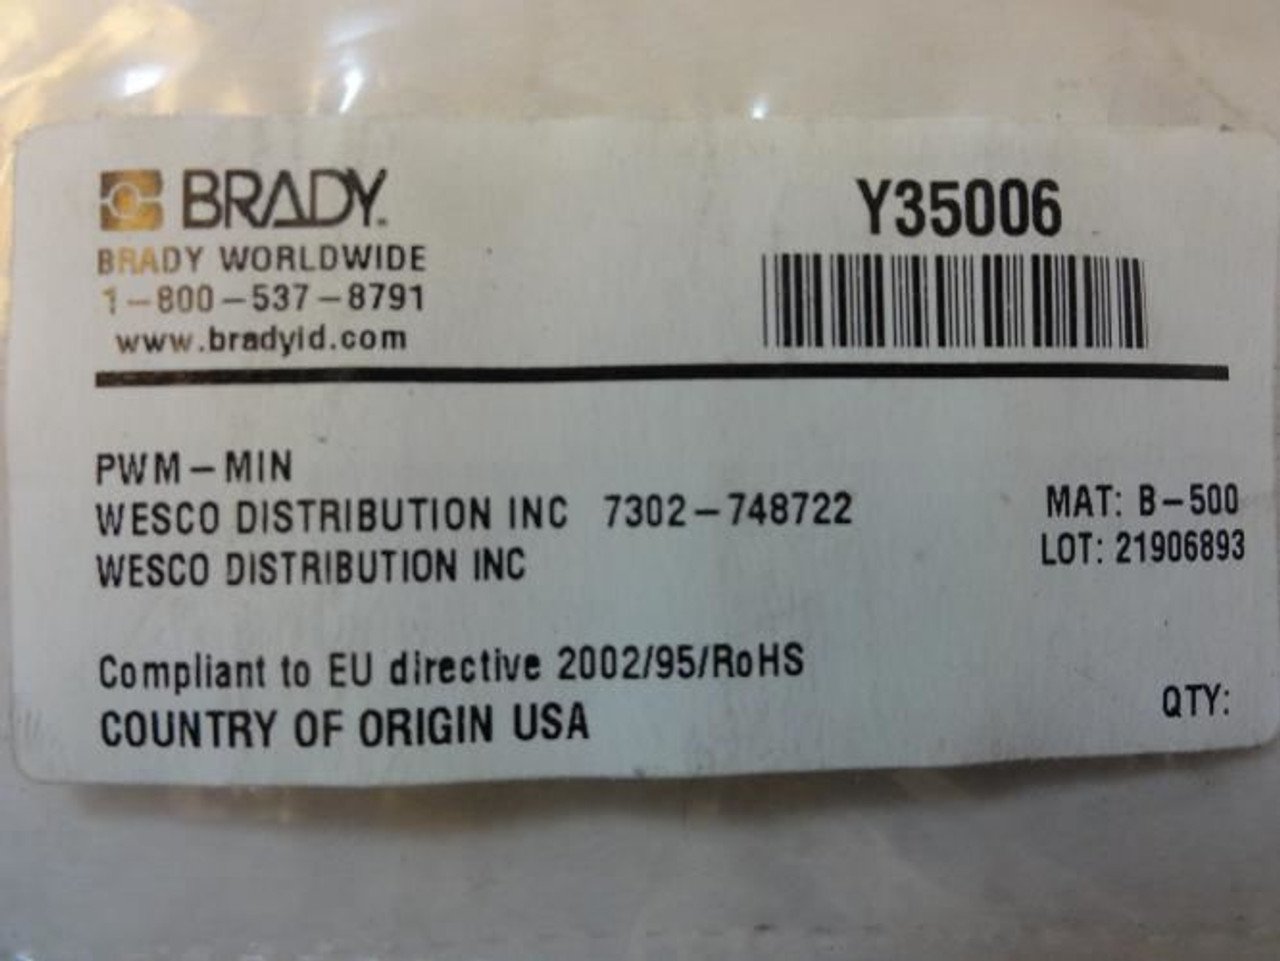 BRADY.
Y35006
BRADY WORLDWIDE
1-800-537-8791
www.bradyid.com
PWM-MIN
WESCO DISTRIBUTION INC 7302-748722
WESCO DISTRIBUTION INC
MAT: B-500
LOT: 21906893
Compliant to EU directive 2002/95/RoHS
COUNTRY OF ORIGIN USA
QTY: